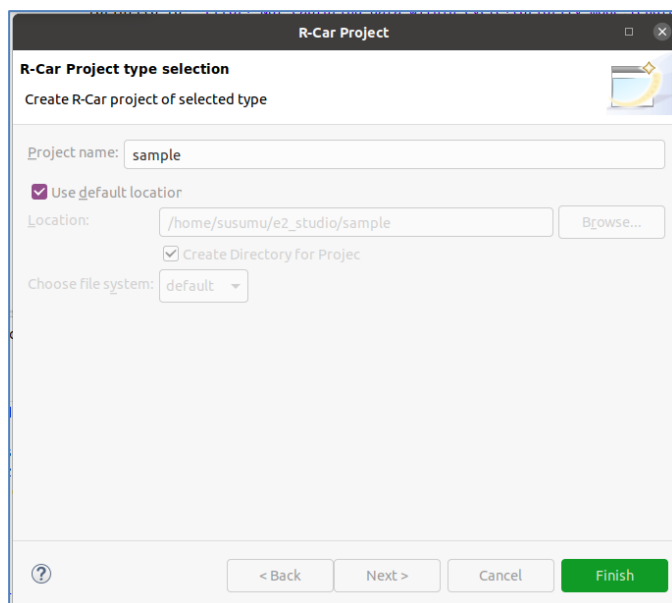 R-Car Project
R-Car Project type selection
Create R-Car project of selected type
Project name: sample
Use default location
Location: /home/susumu/e2_studio/sample Browse...
Create Directory for Projec
Choose file system: default
< Back Next > Cancel Finish